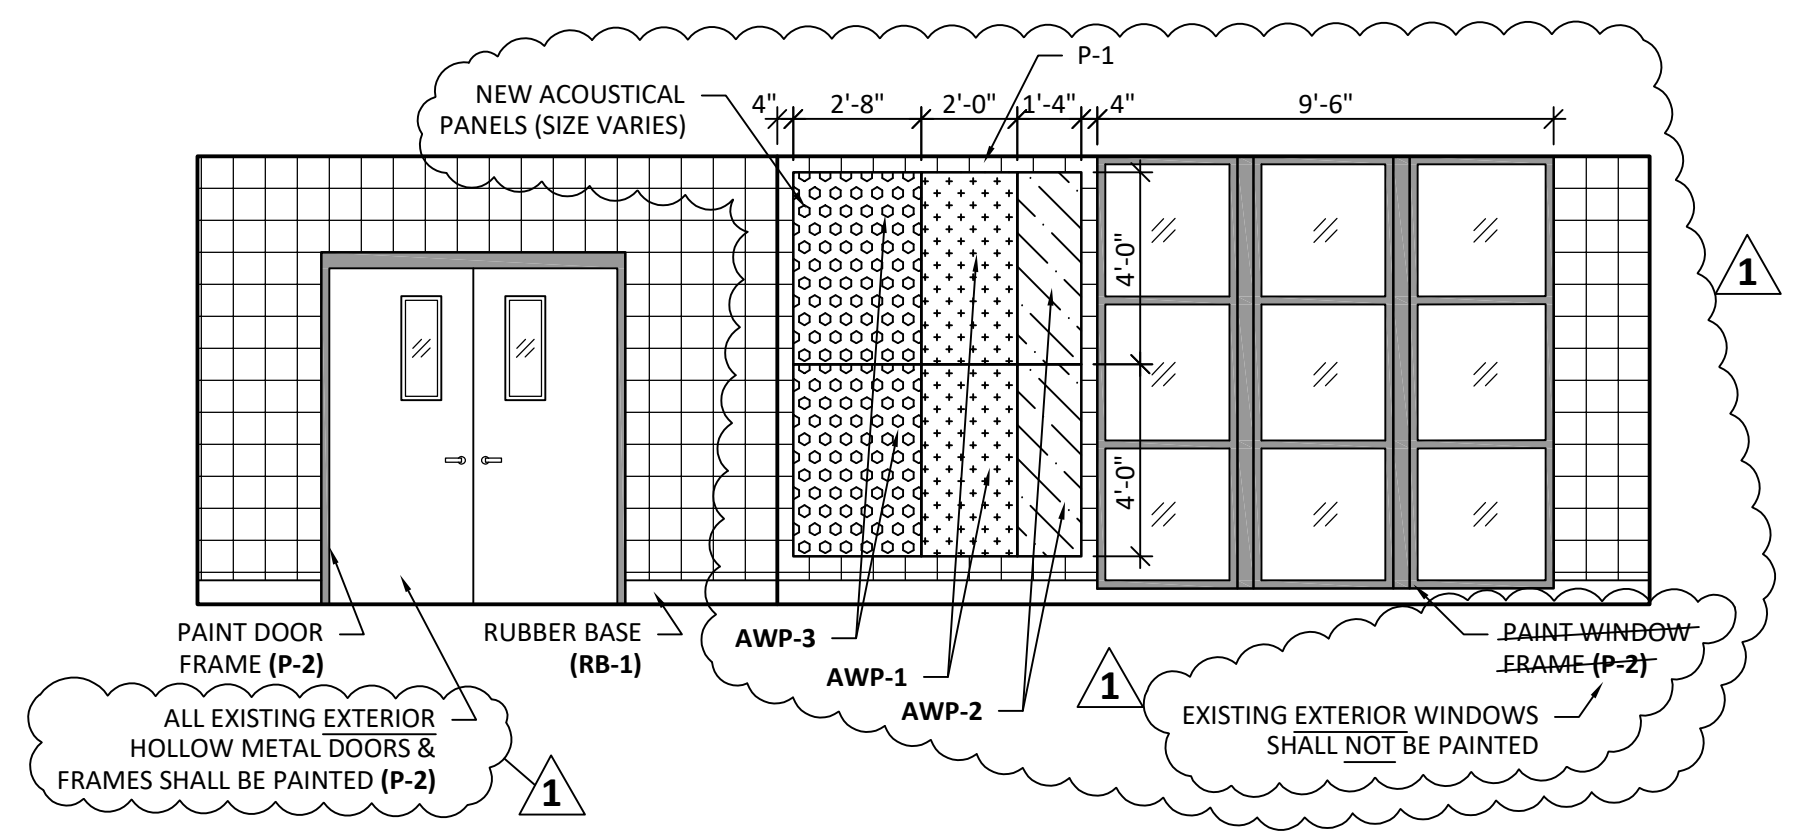 P-1
NEW ACOUSTICAL
PANELS (SIZE VARIES)
4" 2'-8" 2'-0" 1'-4" 4" 9'-6"
4'-0"
4'-0"
1
PAINT DOOR
FRAME (P-2)
RUBBER BASE
(RB-1)
AWP-3
AWP-1
AWP-2
PAINT WINDOW
FRAME (P-2)
1
EXISTING EXTERIOR WINDOWS
SHALL NOT BE PAINTED
ALL EXISTING EXTERIOR
HOLLOW METAL DOORS &
FRAMES SHALL BE PAINTED (P-2)
1